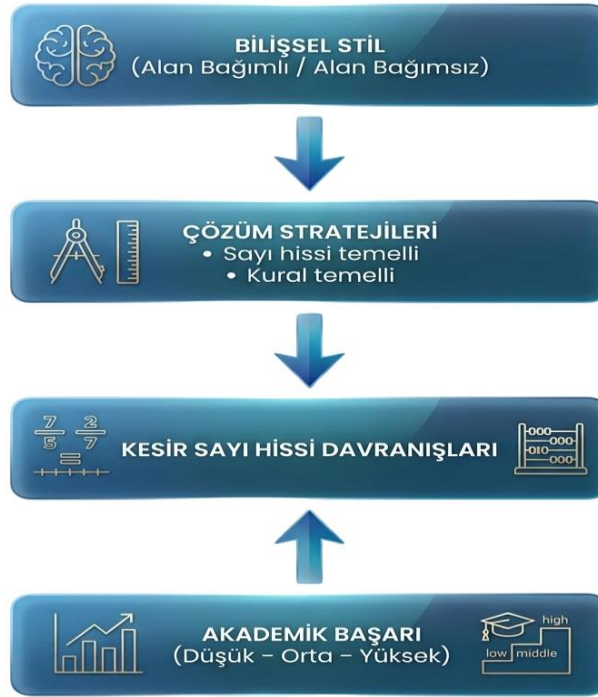 BİLİŞSEL STİL
(Alan Bağımlı / Alan Bağımsız)
ÇÖZÜM STRATEJİLERİ
• Sayı hissi temelli
• Kural temelli
7 2
5 7
=
KESİR SAYI HİSSİ DAVRANIŞLARI
AKADEMİK BAŞARI
(Düşük – Orta – Yüksek)
high
low middle